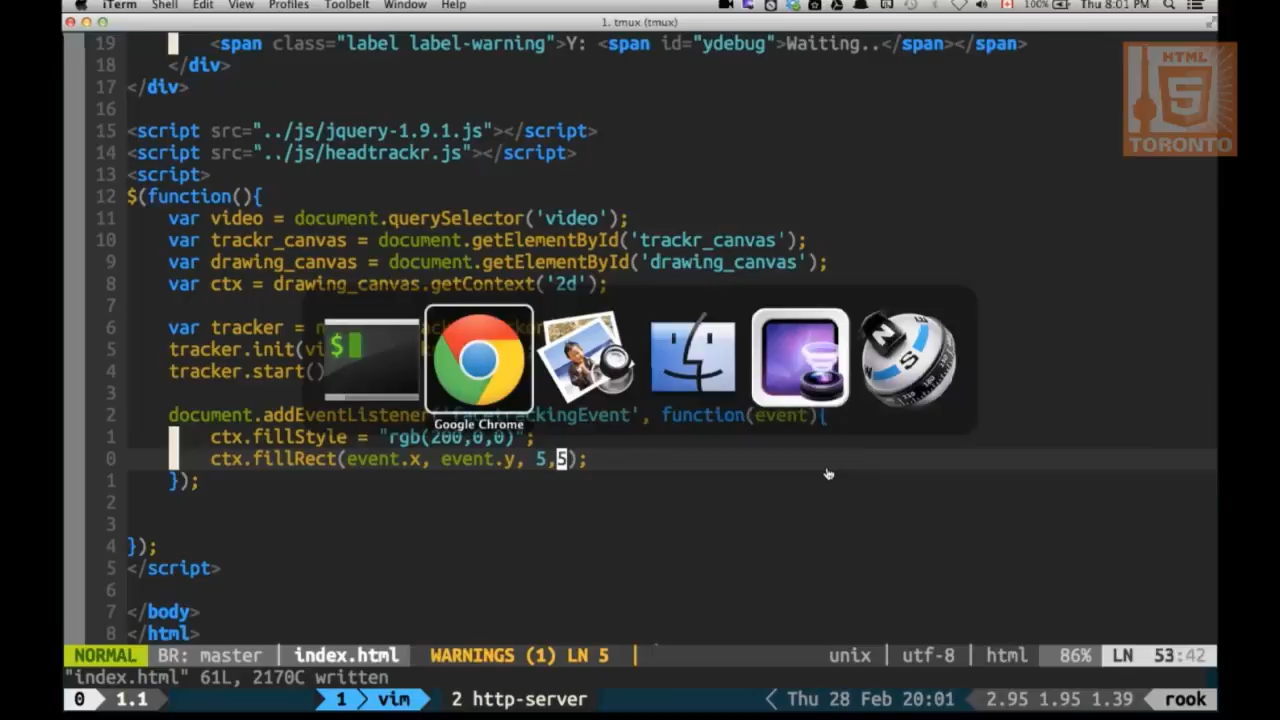 iTerm Shell Edit View Profiles Toolbelt Window Help 100% Thu 8:01 PM
1. tmux (tmux)
HTML
5
TORONTO
19 <span class="label label-warning">Y: <span id="ydebug">Waiting..</span></span>
18 </div>
17 </div>
16
15 <script src="../js/jquery-1.9.1.js"></script>
14 <script src="../js/headtrackr.js"></script>
13 <script>
12 $(function(){
11 var video = document.querySelector('video');
10 var trackr_canvas = document.getElementById('trackr_canvas');
9 var drawing_canvas = document.getElementById('drawing_canvas');
8 var ctx = drawing_canvas.getContext('2d');
7
6 var tracker =
5 tracker.init(
4 tracker.start()
3
$
N
S
Google Chrome
2 document.addEventListener( trackingEvent', function(event){
1 ctx.fillStyle = "rgb(200,0,0)";
0 ctx.fillRect(event.x, event.y, 5,5);
1 });
2
3
4 });
5 </script>
6
7 </body>
8 </html>
NORMAL BR: master index.html WARNINGS (1) LN 5 unix utf-8 html 86% LN 53:42
"index.html" 61L, 2170C written
0 1.1 1 vim 2 http-server Thu 28 Feb 20:01 2.95 1.95 1.39 rook